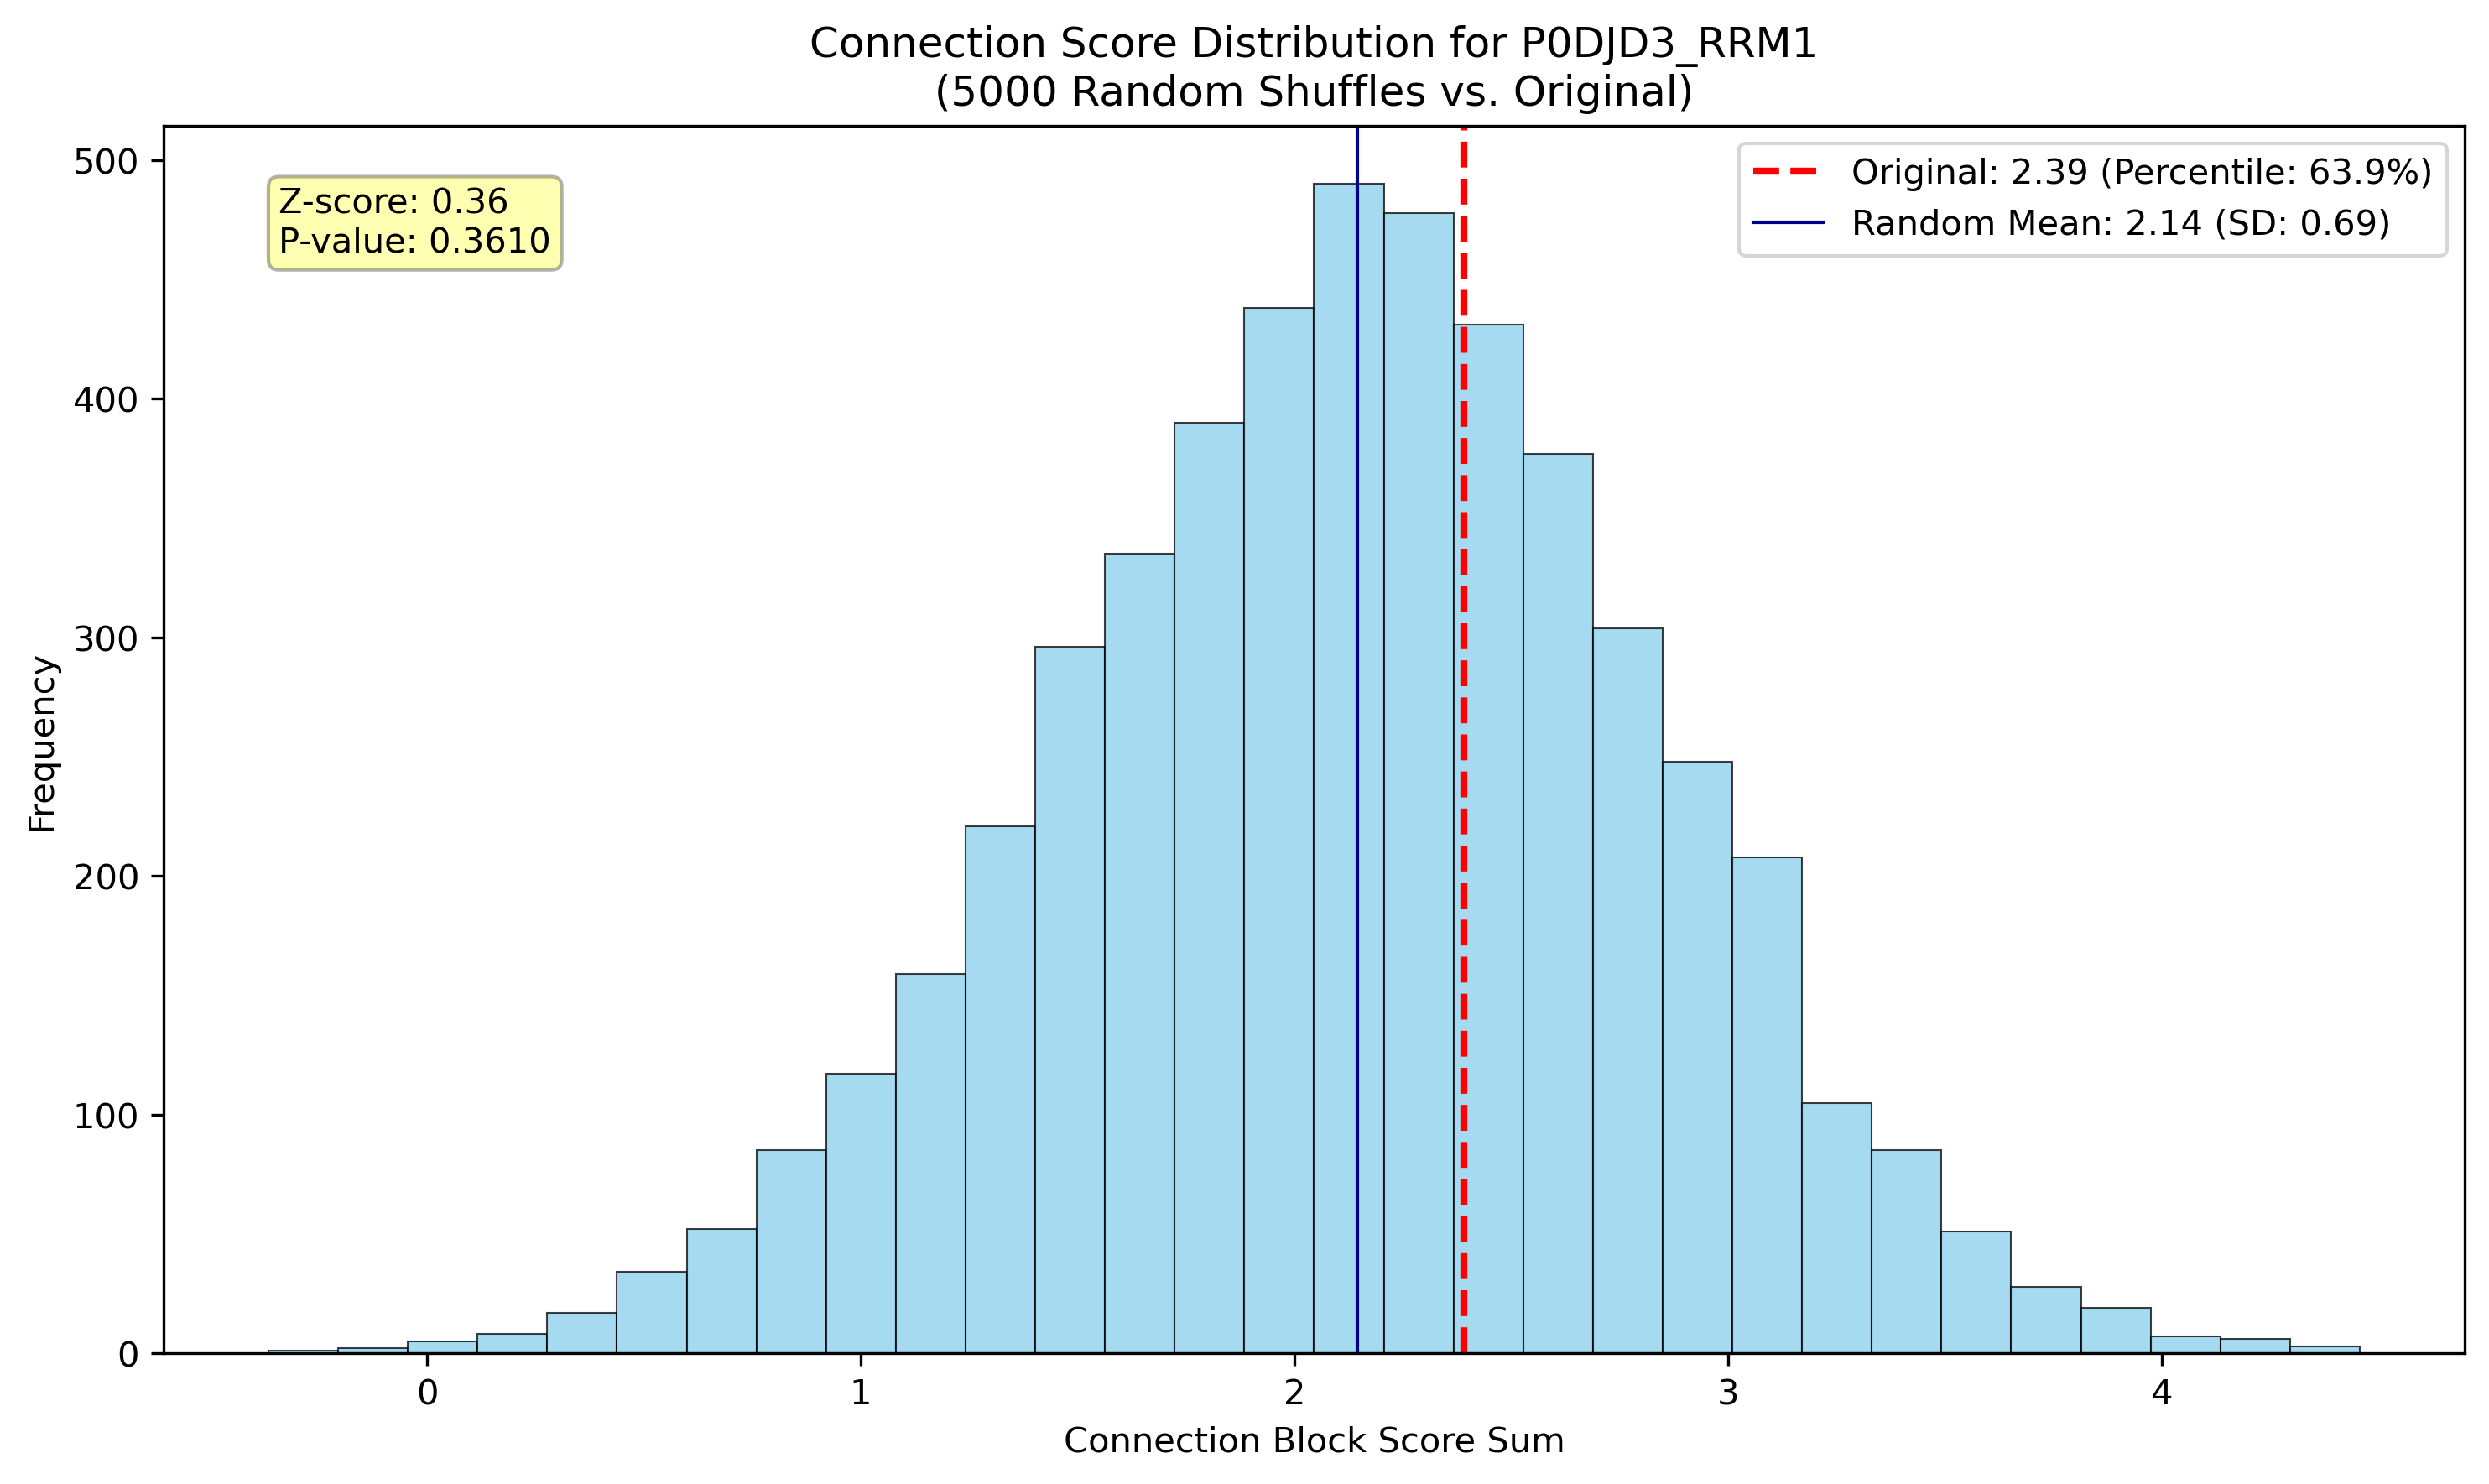 Connection Score Distribution for P0DJD3_RRM1
(5000 Random Shuffles vs. Original)
Z-score: 0.36
P-value: 0.3610
Original: 2.39 (Percentile: 63.9%)
Random Mean: 2.14 (SD: 0.69)
Frequency
500
400
300
200
100
0
0
1
2
3
4
Connection Block Score Sum